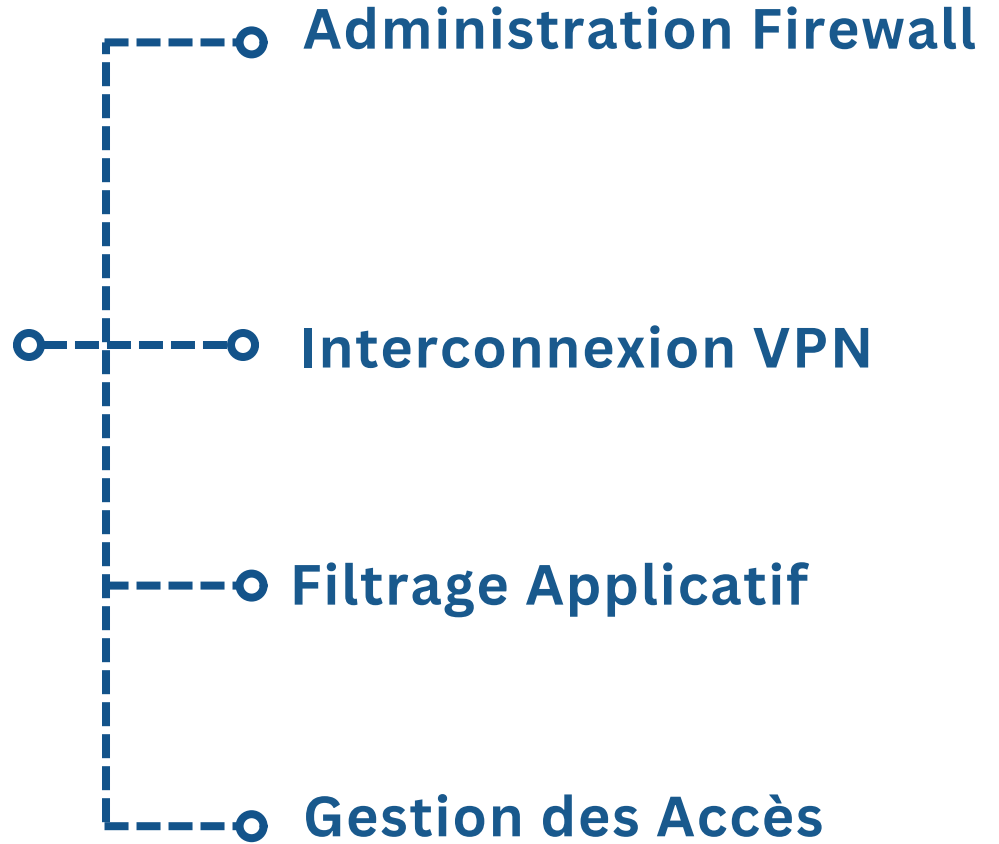 Administration Firewall
Interconnexion VPN
Filtrage Applicatif
Gestion des Accès